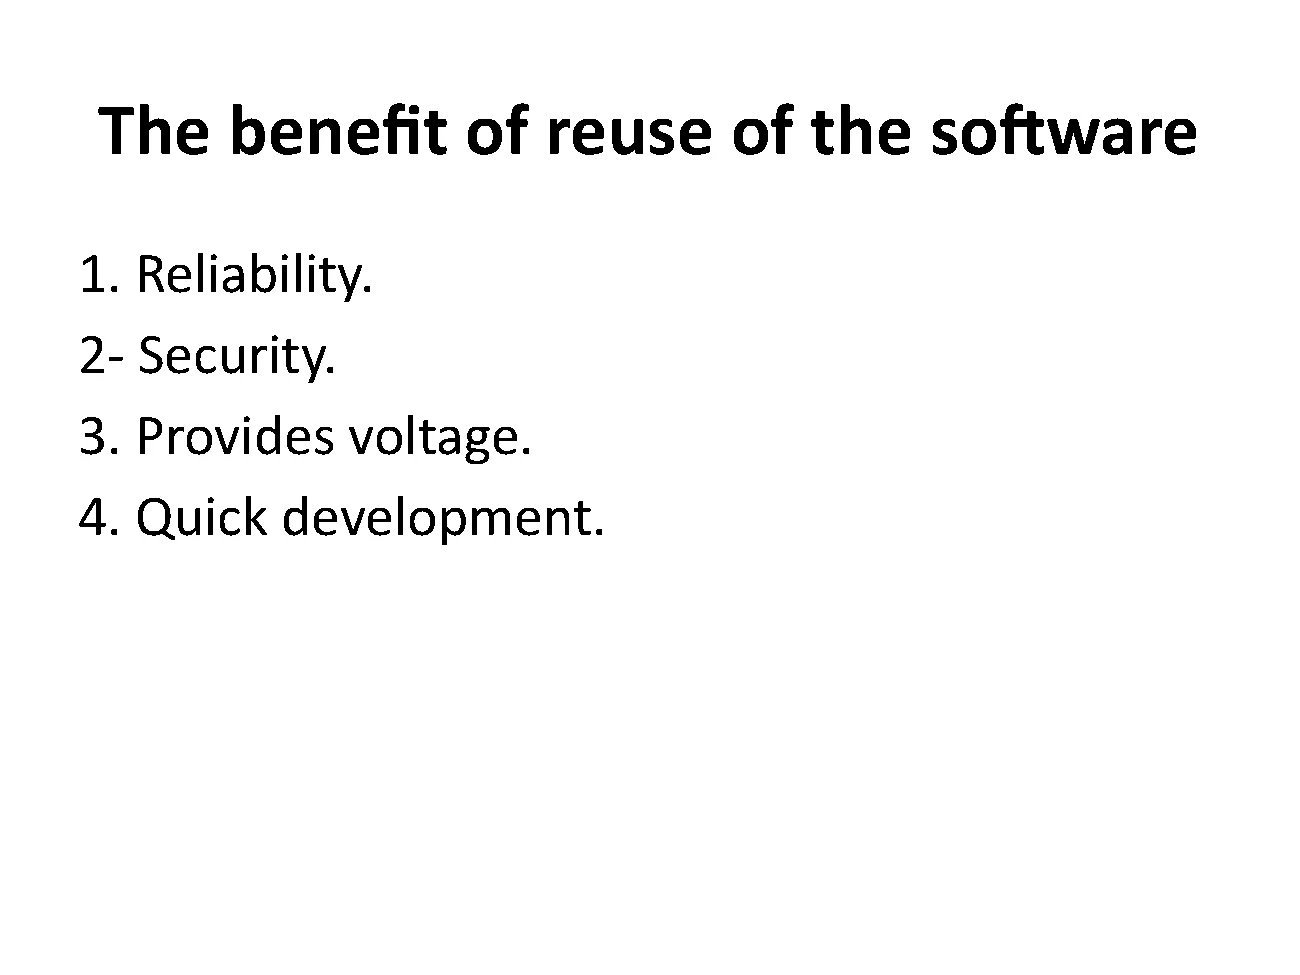 The benefit of reuse of the software
1. Reliability.
2- Security.
3. Provides voltage.
4. Quick development.